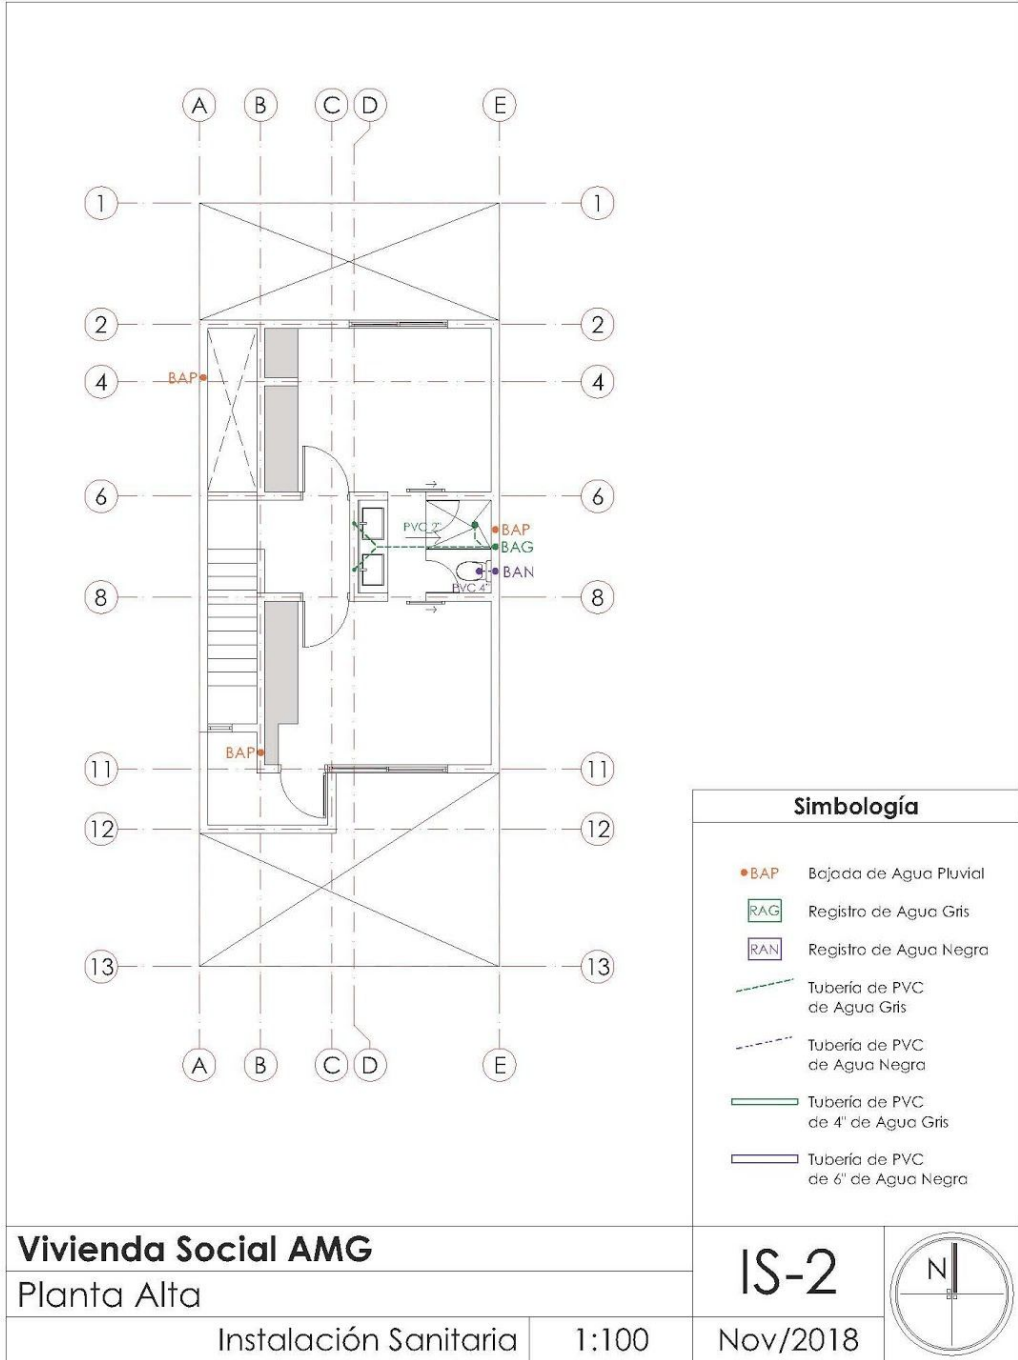 A B C D E
1 1
2 2
BAP
4 4
6 6
PVC 2"
BAP
BAG
BAN
PVC 4"
8 8
BAP
11 11
12 12
13 13
A B C D E
Simbología
BAP Bajada de Agua Pluvial
RAG Registro de Agua Gris
RAN Registro de Agua Negra
Tubería de PVC
de Agua Gris
Tubería de PVC
de Agua Negra
Tubería de PVC
de 4" de Agua Gris
Tubería de PVC
de 6" de Agua Negra
Vivienda Social AMG
Planta Alta
Instalación Sanitaria
1:100
IS-2
Nov/2018
N